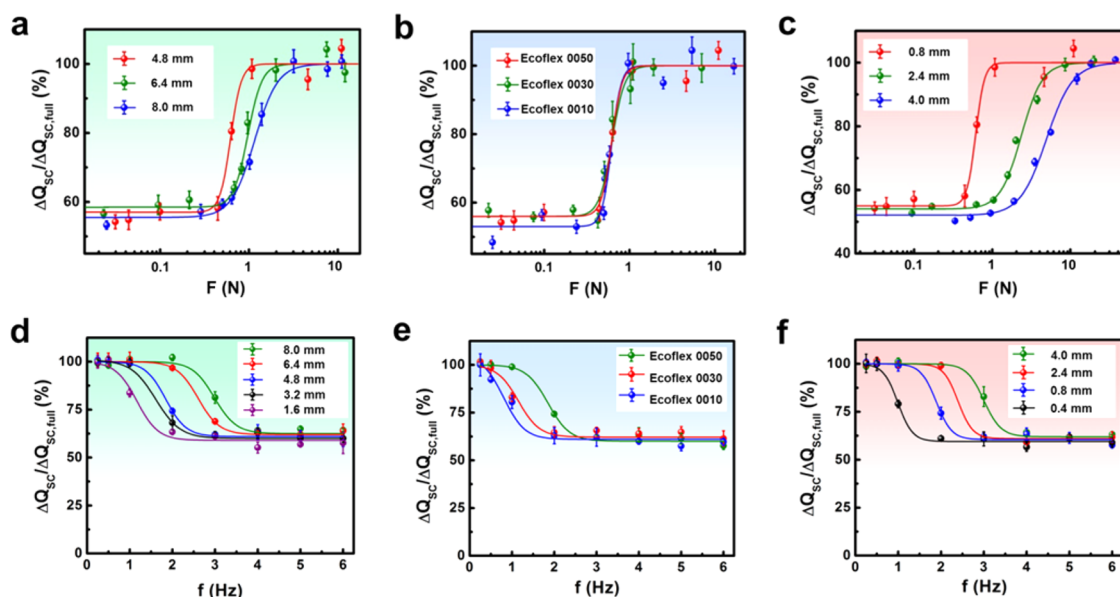 a
ΔQSC/ΔQSC,full (%)
100
80
60
4.8 mm
6.4 mm
8.0 mm
0.1
1
10
F (N)
b
ΔQSC/ΔQSC,full (%)
100
80
60
Ecoflex 0050
Ecoflex 0030
Ecoflex 0010
0.1
1
10
F (N)
c
ΔQSC/ΔQSC,full (%)
100
80
60
40
0.8 mm
2.4 mm
4.0 mm
0.1
1
10
F (N)
d
ΔQSC/ΔQSC,full (%)
100
75
50
25
0
8.0 mm
6.4 mm
4.8 mm
3.2 mm
1.6 mm
0 1 2 3 4 5 6
f (Hz)
e
ΔQSC/ΔQSC,full (%)
100
75
50
25
0
Ecoflex 0050
Ecoflex 0030
Ecoflex 0010
0 1 2 3 4 5 6
f (Hz)
f
ΔQSC/ΔQSC,full (%)
100
75
50
25
0
4.0 mm
2.4 mm
0.8 mm
0.4 mm
0 1 2 3 4 5 6
f (Hz)